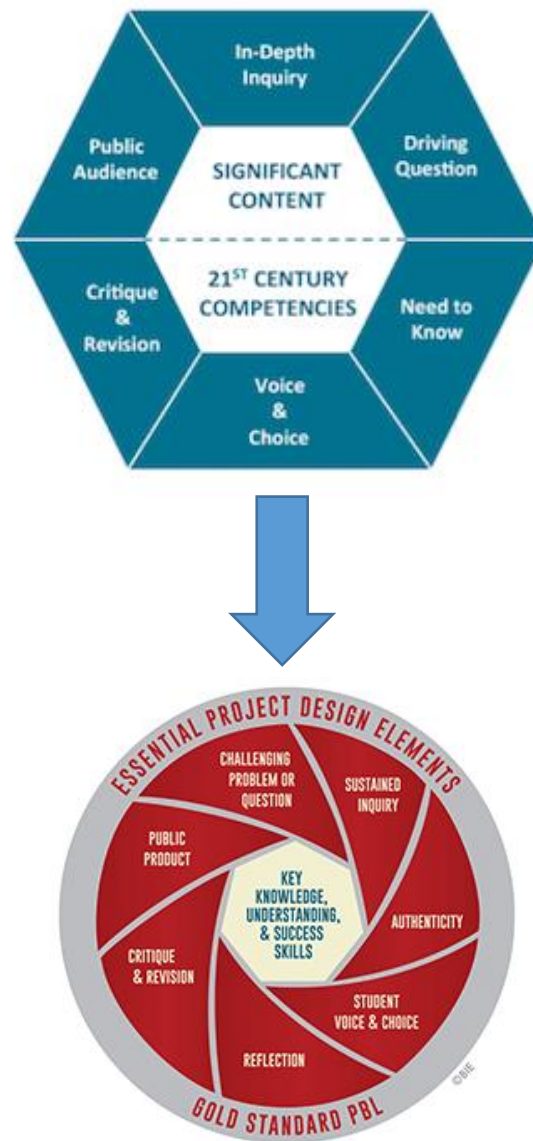 In-Depth
Inquiry
Public
Audience
Driving
Question
SIGNIFICANT
CONTENT
21ST CENTURY
COMPETENCIES
Critique
&
Revision
Need to
Know
Voice
&
Choice
ESSENTIAL PROJECT DESIGN ELEMENTS
CHALLENGING
PROBLEM OR
QUESTION
SUSTAINED
INQUIRY
PUBLIC
PRODUCT
KEY
KNOWLEDGE,
UNDERSTANDING,
& SUCCESS
SKILLS
AUTHENTICITY
CRITIQUE
& REVISION
STUDENT
VOICE & CHOICE
REFLECTION
©BIE
GOLD STANDARD PBL